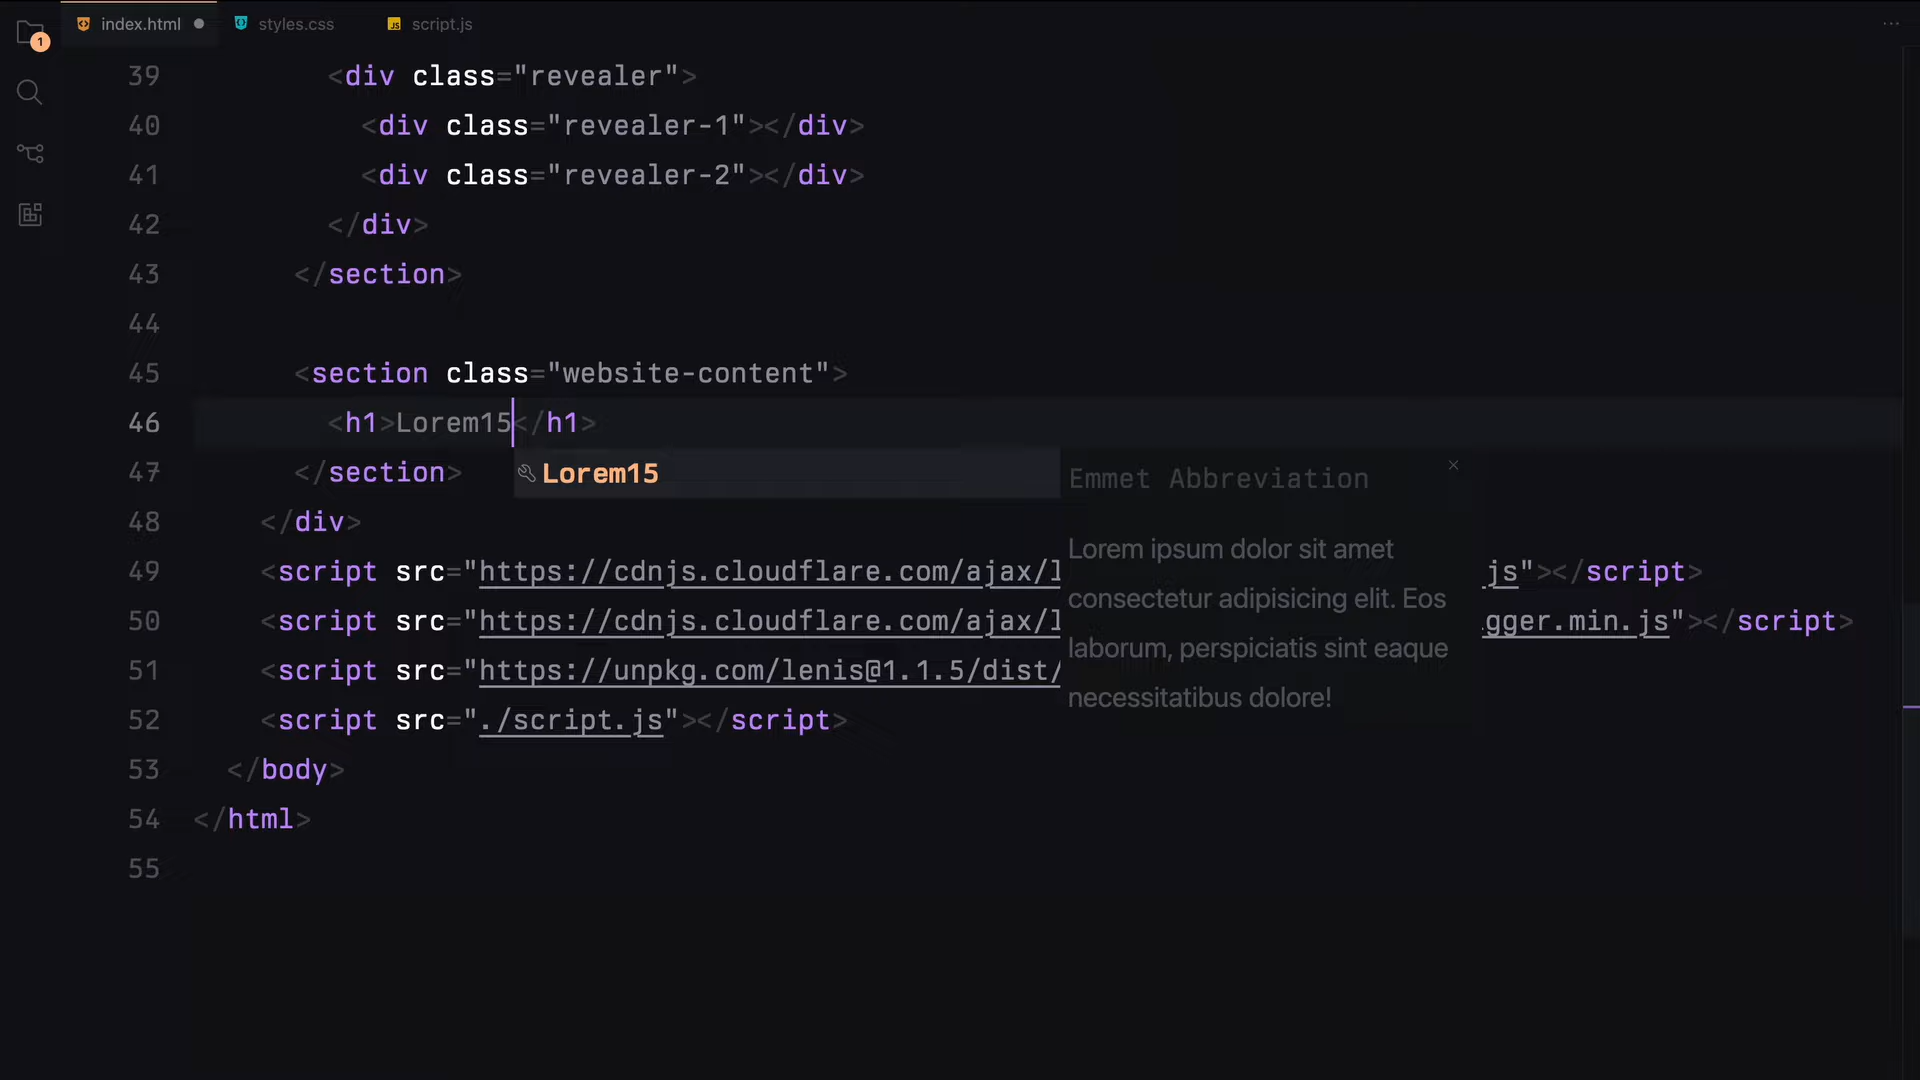 1
index.html
styles.css
JS script.js
39 <div class="revealer">
40 <div class="revealer-1"></div>
41 <div class="revealer-2"></div>
42 </div>
43 </section>
44
45 <section class="website-content">
46 <h1>Lorem15</h1>
Lorem15
47 </section>
48 </div>
49 <script src="https://cdnjs.cloudflare.com/ajax/l js"></script>
50 <script src="https://cdnjs.cloudflare.com/ajax/l gger.min.js"></script>
51 <script src="https://unpkg.com/lenis@1.1.5/dist/
52 <script src="./script.js"></script>
53 </body>
54 </html>
55
Emmet Abbreviation
Lorem ipsum dolor sit amet
consectetur adipisicing elit. Eos
laborum, perspiciatis sint eaque
necessitatibus dolore!